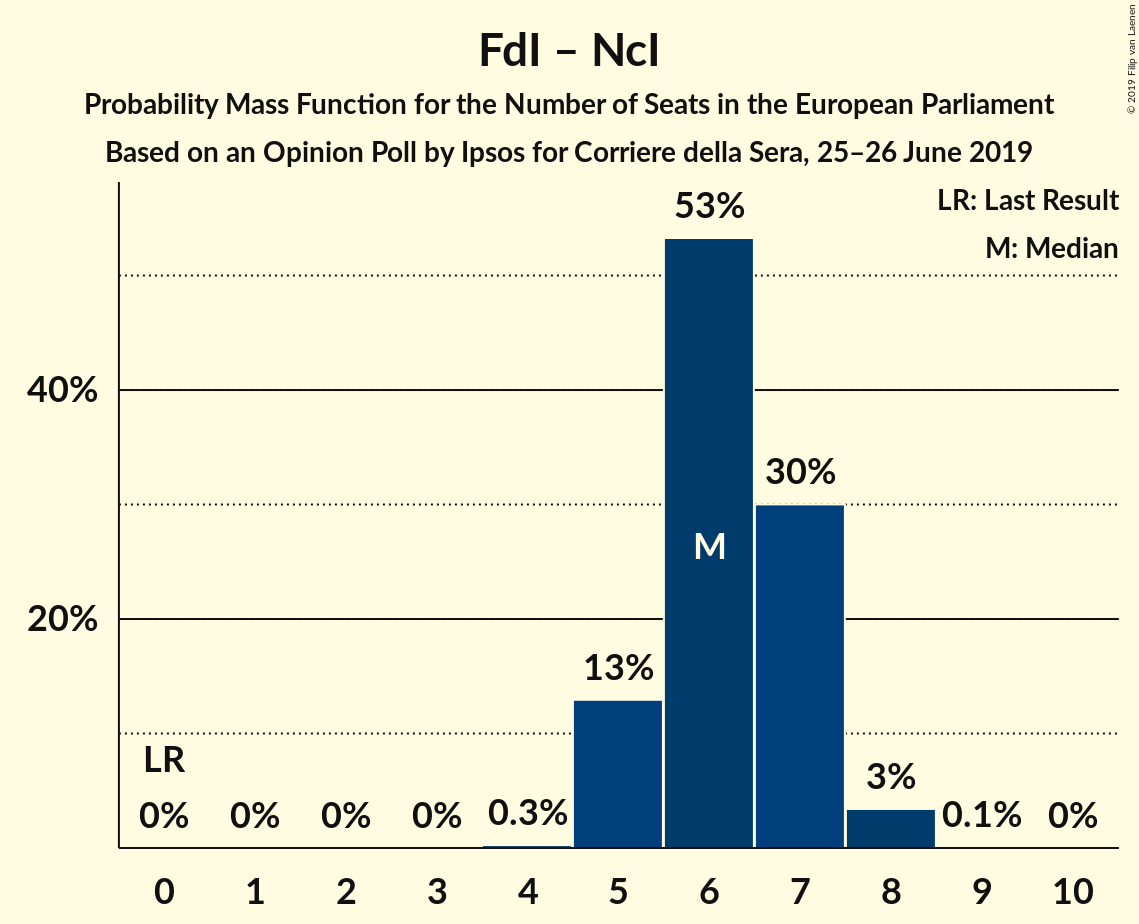 FdI – NcI
Probability Mass Function for the Number of Seats in the European Parliament
Based on an Opinion Poll by Ipsos for Corriere della Sera, 25–26 June 2019
© 2019 Filip van Laenen
LR: Last Result
M: Median
53%
40%
30%
M
20%
13%
LR
3%
0% 0% 0% 0% 0.3% 0.1% 0%
0 1 2 3 4 5 6 7 8 9 10